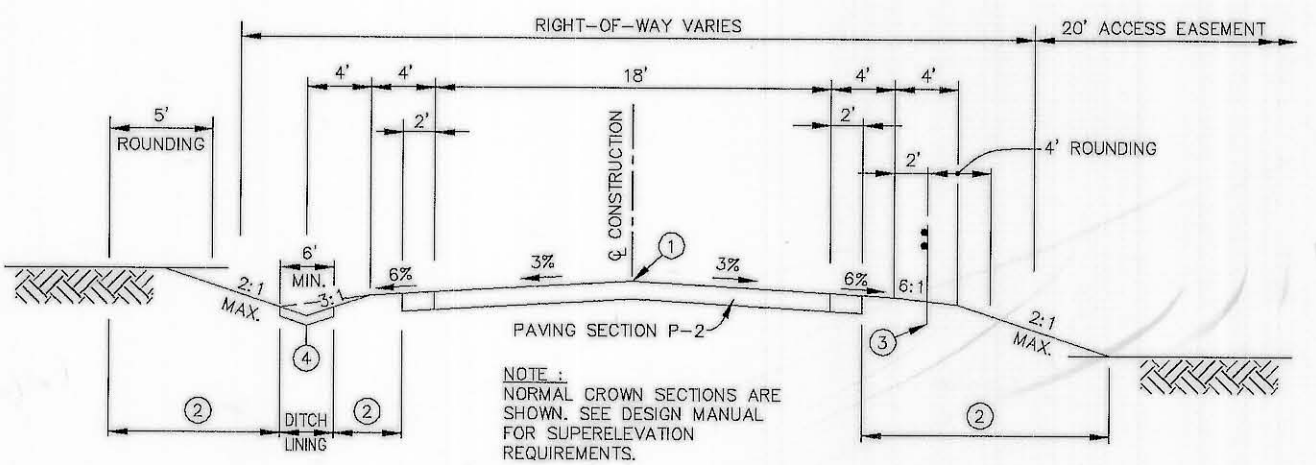 RIGHT-OF-WAY VARIES
20' ACCESS EASEMENT
4'
4'
18'
4'
4'
5'
ROUNDING
2'
℄ CONSTRUCTION
2'
2'
4' ROUNDING
6'
MIN.
2:1
MAX.
3:1
6%
3%
1
3%
6%
6:1
2:1
MAX.
PAVING SECTION P-2
4
3
NOTE :
NORMAL CROWN SECTIONS ARE
SHOWN. SEE DESIGN MANUAL
FOR SUPERELEVATION
REQUIREMENTS.
2
DITCH
LINING
2
2